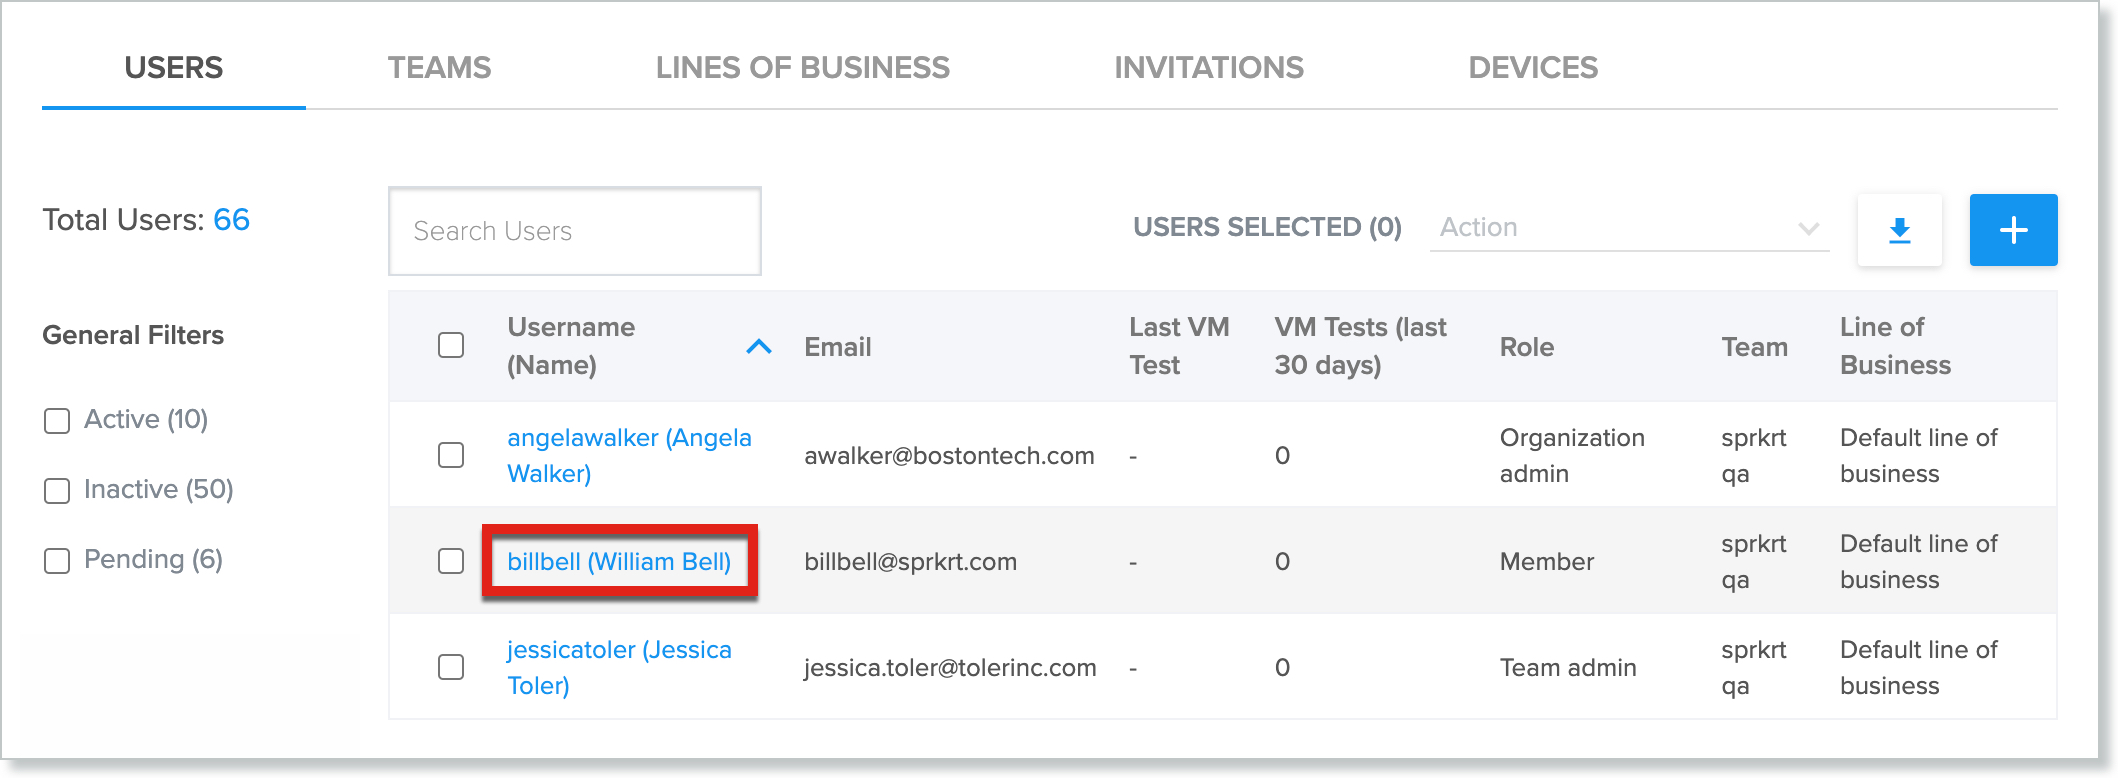 USERS TEAMS LINES OF BUSINESS INVITATIONS DEVICES
Total Users: 66
Search Users
USERS SELECTED (0) Action
General Filters
Active (10)
Inactive (50)
Pending (6)
Username (Name) Email Last VM Test VM Tests (last 30 days) Role Team Line of Business
angelawalker (Angela Walker) awalker@bostontech.com - 0 Organization admin sprkrt qa Default line of business
billbell (William Bell) billbell@sprkrt.com - 0 Member sprkrt qa Default line of business
jessicatoler (Jessica Toler) jessica.toler@tolerinc.com - 0 Team admin sprkrt qa Default line of business